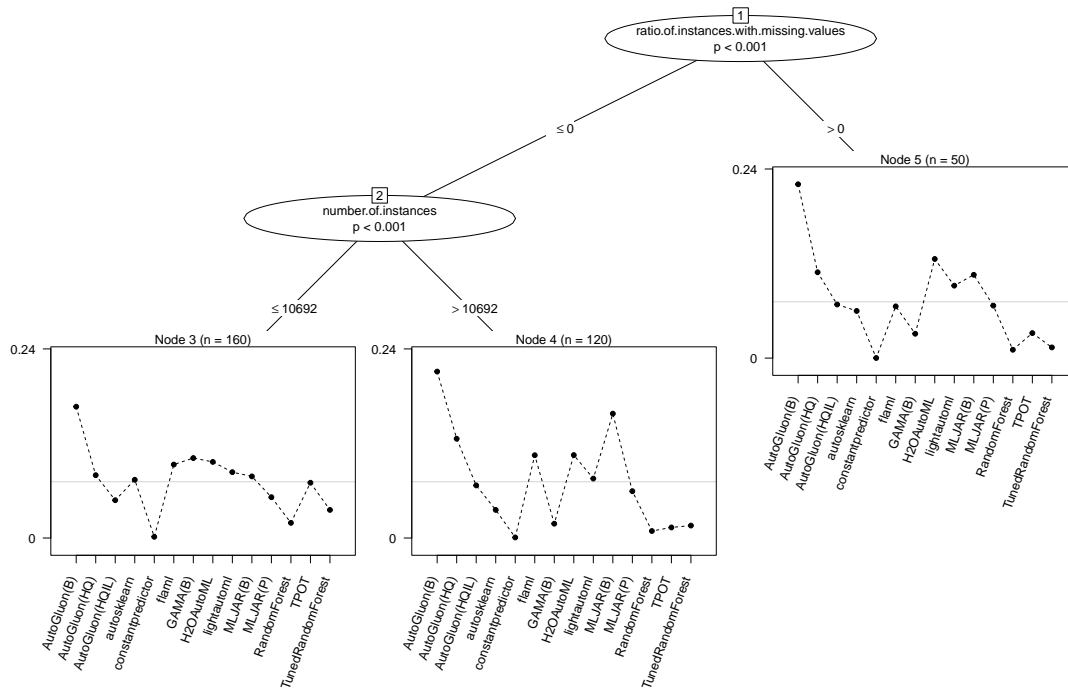 1
ratio.of.instances.with.missing.values
p < 0.001
≤ 0
> 0
2
number.of.instances
p < 0.001
≤ 10692
> 10692
Node 3 (n = 160)
0.24
0
AutoGluon(B)
AutoGluon(HQ)
AutoGluon(HQIL)
autosklearn
constantpredictor
flaml
GAMA(B)
H2OAutoML
lightautoml
MLJAR(B)
MLJAR(P)
RandomForest
TPOT
TunedRandomForest
Node 4 (n = 120)
0.24
0
AutoGluon(B)
AutoGluon(HQ)
AutoGluon(HQIL)
autosklearn
constantpredictor
flaml
GAMA(B)
H2OAutoML
lightautoml
MLJAR(B)
MLJAR(P)
RandomForest
TPOT
TunedRandomForest
Node 5 (n = 50)
0.24
0
AutoGluon(B)
AutoGluon(HQ)
AutoGluon(HQIL)
autosklearn
constantpredictor
flaml
GAMA(B)
H2OAutoML
lightautoml
MLJAR(B)
MLJAR(P)
RandomForest
TPOT
TunedRandomForest